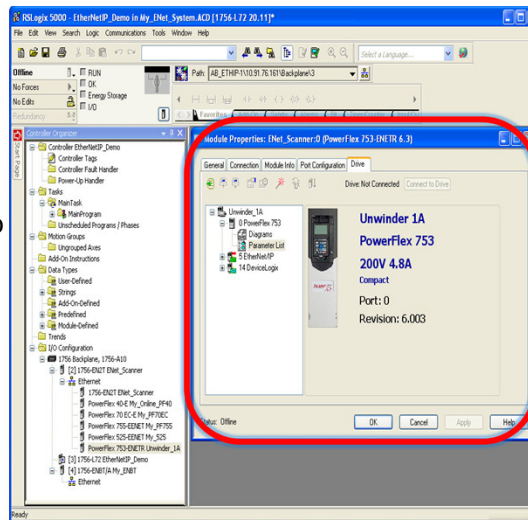 RSLogix 5000 - EtherNetIP_Demo in My_ENet_System.ACD [1756-L72 20.11]*
File Edit View Search Logic Communications Tools Window Help
Select a Language...
Offline
RUN
Path: AB_ETHIP-1\10.91.76.161\Backplane\3
No Forces
OK
No Edits
Energy Storage
Redundancy
I/O
Favorites
Start Page
Controller Organizer
Controller EtherNetIP_Demo
Controller Tags
Controller Fault Handler
Power-Up Handler
Tasks
MainTask
MainProgram
Unscheduled Programs / Phases
Motion Groups
Ungrouped Axes
Add-On Instructions
Data Types
User-Defined
Strings
Add-On-Defined
Predefined
Module-Defined
Trends
I/O Configuration
1756 Backplane, 1756-A10
[2] 1756-EN2T ENet_Scanner
Ethernet
1756-EN2T ENet_Scanner
PowerFlex 40-E My_Online_PF40
PowerFlex 70 EC-E My_PF70EC
PowerFlex 755-EENET My_PF755
PowerFlex 525-EENET My_525
PowerFlex 753-ENETR Unwinder_1A
[3] 1756-L72 EtherNetIP_Demo
[4] 1756-ENBT/A My_ENBT
Ethernet
Module Properties: ENet_Scanner:0 (PowerFlex 753-ENETR 6.3)
General Connection Module Info Port Configuration Drive
Drive: Not Connected Connect to Drive
Unwinder_1A
0 PowerFlex 753
Diagrams
Parameter List
5 EtherNet/IP
14 DeviceLogix
Unwinder 1A
PowerFlex 753
200V 4.8A
Compact
Port: 0
Revision: 6.003
Status: Offline
OK Cancel Apply Help
Ready